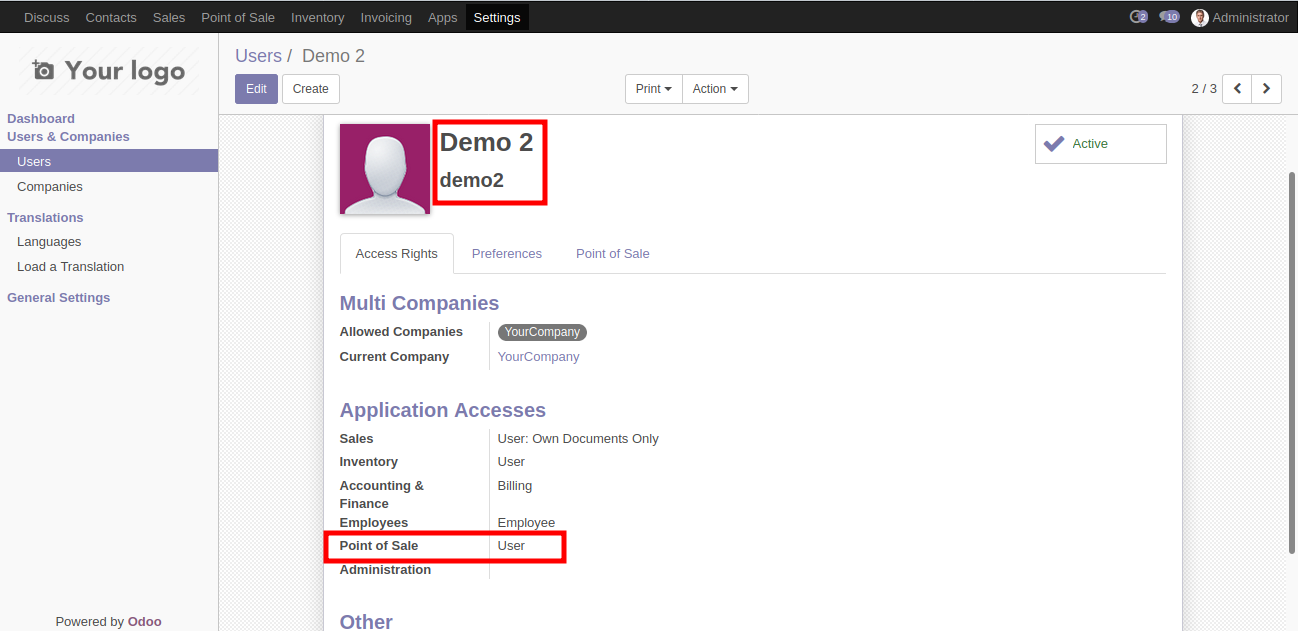 Discuss Contacts Sales Point of Sale Inventory Invoicing Apps Settings 2 10 Administrator
Your logo
Users / Demo 2
Edit Create Print Action 2 / 3
Dashboard
Users & Companies
Users
Companies
Translations
Languages
Load a Translation
General Settings
Powered by Odoo
Demo 2
demo2
Active
Access Rights Preferences Point of Sale
Multi Companies
Allowed Companies YourCompany
Current Company YourCompany
Application Accesses
Sales User: Own Documents Only
Inventory User
Accounting & Billing
Finance
Employees Employee
Point of Sale User
Administration
Other